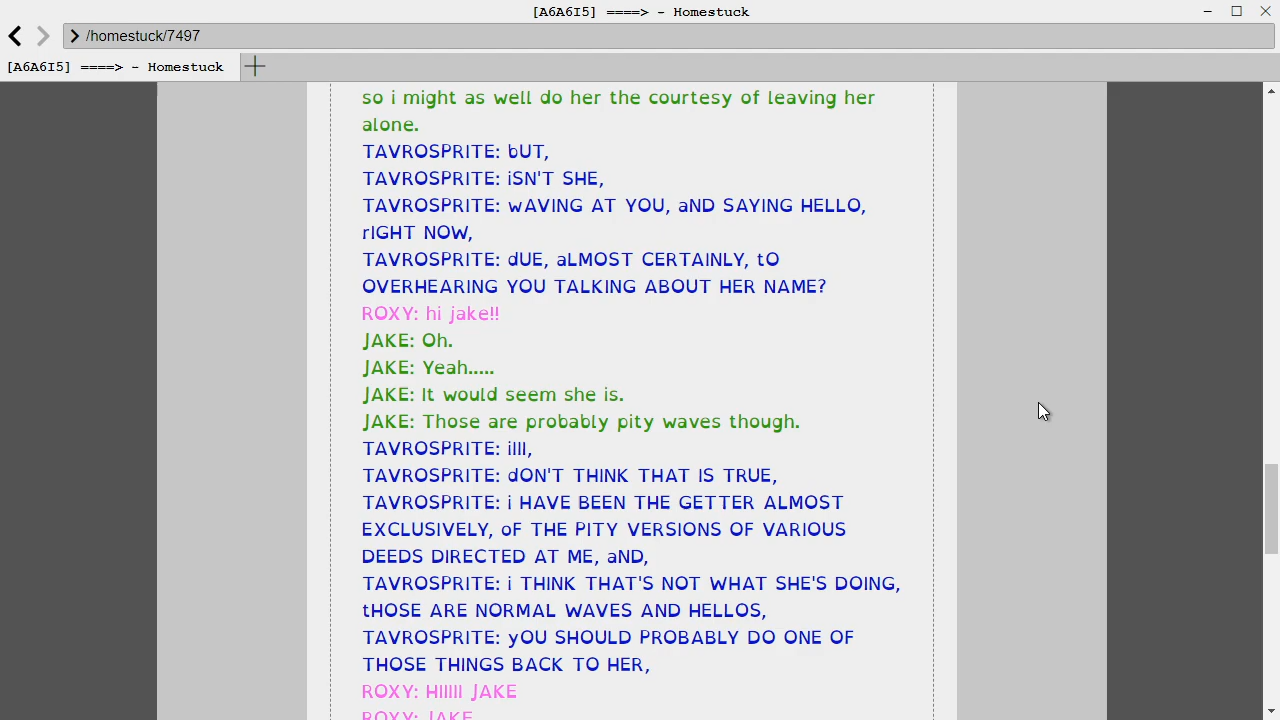 [A6A6I5] ====> - Homestuck
/homestuck/7497
[A6A6I5] ====> - Homestuck
so i might as well do her the courtesy of leaving her
alone.
TAVROSPRITE: bUT,
TAVROSPRITE: iSN'T SHE,
TAVROSPRITE: wAVING AT YOU, aND SAYING HELLO,
rIGHT NOW,
TAVROSPRITE: dUE, aLMOST CERTAINLY, tO
OVERHEARING YOU TALKING ABOUT HER NAME?
ROXY: hi jake!!
JAKE: Oh.
JAKE: Yeah.....
JAKE: It would seem she is.
JAKE: Those are probably pity waves though.
TAVROSPRITE: iIII,
TAVROSPRITE: dON'T THINK THAT IS TRUE,
TAVROSPRITE: i HAVE BEEN THE GETTER ALMOST
EXCLUSIVELY, oF THE PITY VERSIONS OF VARIOUS
DEEDS DIRECTED AT ME, aND,
TAVROSPRITE: i THINK THAT'S NOT WHAT SHE'S DOING,
tHOSE ARE NORMAL WAVES AND HELLOS,
TAVROSPRITE: yOU SHOULD PROBABLY DO ONE OF
THOSE THINGS BACK TO HER,
ROXY: HIIIII JAKE
ROXY: JAKE